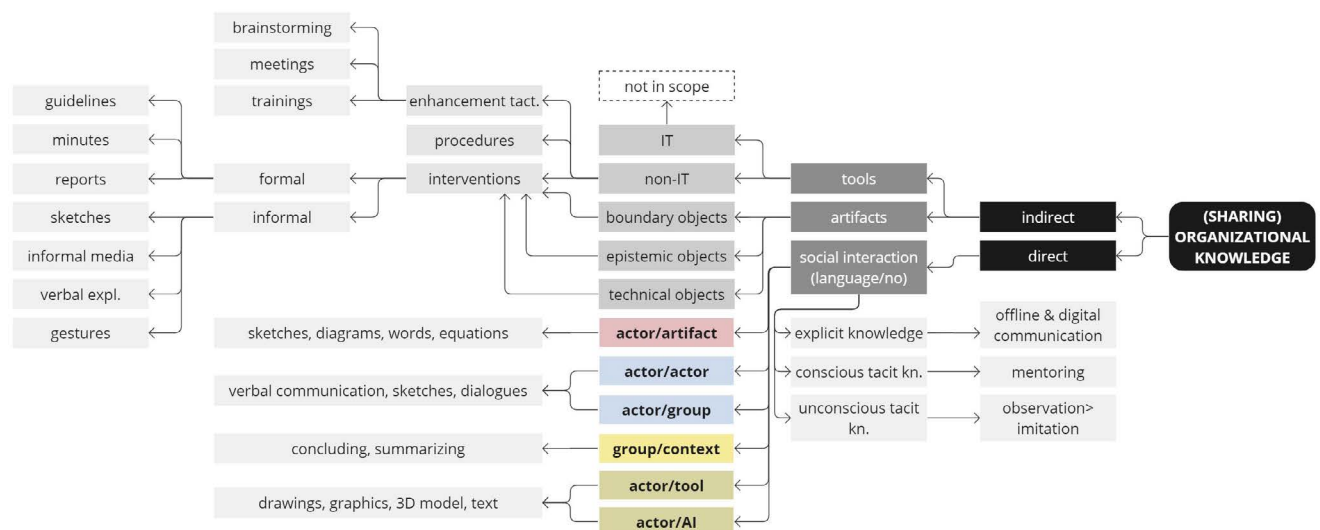 brainstorming
meetings
not in scope
guidelines
trainings
enhancement tact.
minutes
procedures
IT
reports
formal
interventions
non-IT
tools
sketches
informal
boundary objects
artifacts
indirect
(SHARING)
ORGANIZATIONAL
KNOWLEDGE
informal media
epistemic objects
social interaction
(language/no)
direct
verbal expl.
technical objects
gestures
sketches, diagrams, words, equations
actor/artifact
explicit knowledge
offline & digital
communication
verbal communication, sketches, dialogues
actor/actor
conscious tacit kn.
mentoring
actor/group
unconscious tacit
kn.
observation>
imitation
concluding, summarizing
group/context
drawings, graphics, 3D model, text
actor/tool
actor/AI